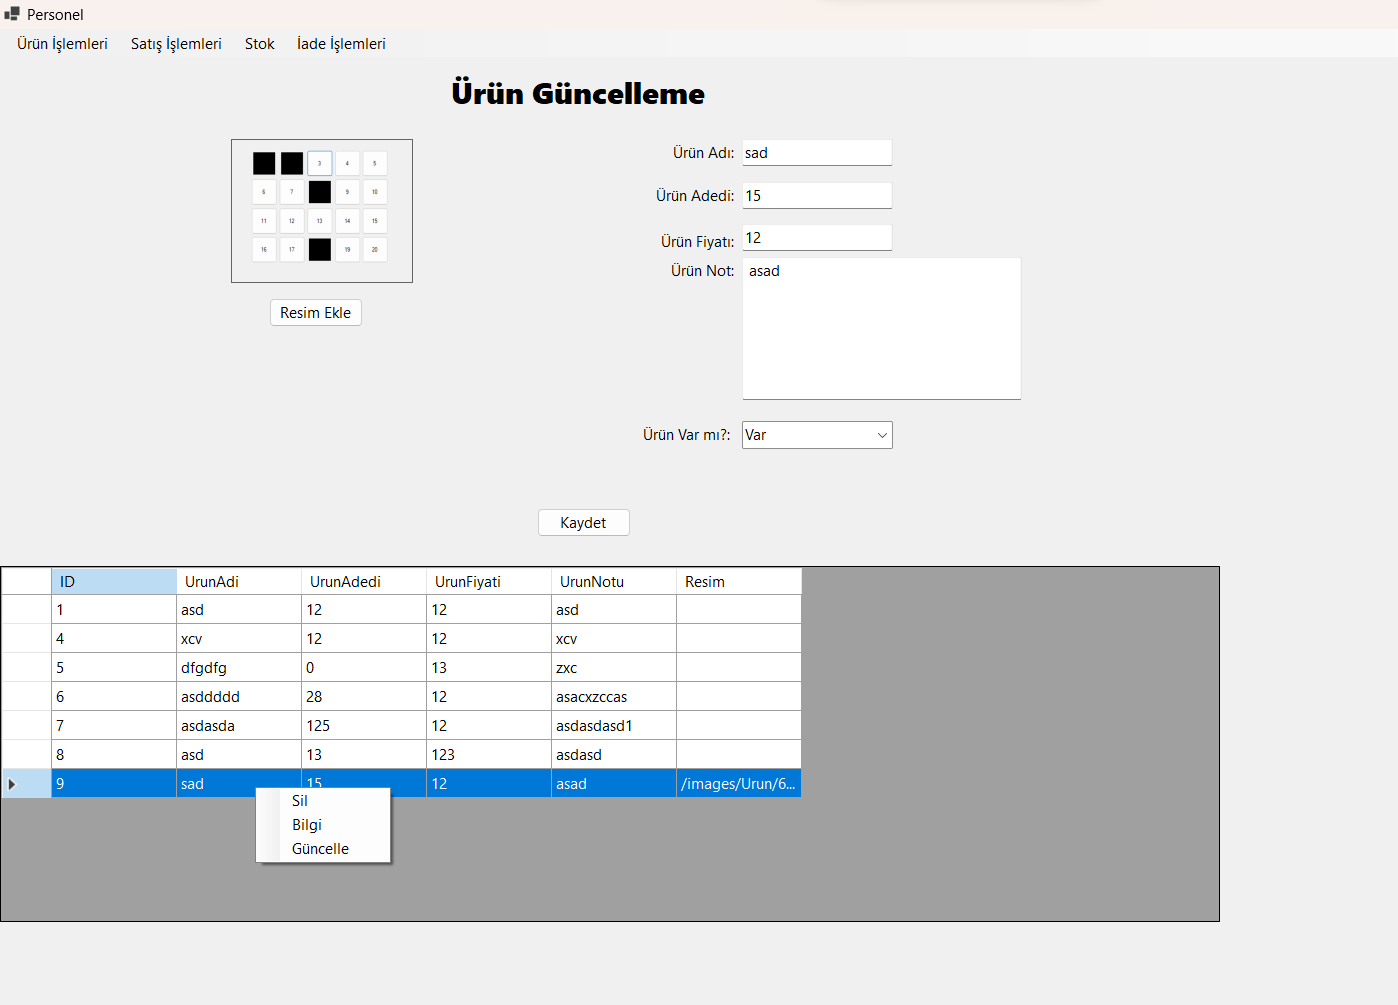 Personel
Ürün İşlemleri Satış İşlemleri Stok İade İşlemleri
Ürün Güncelleme
3 4 5
6 7 9 10
11 12 13 14 15
16 17 19 20
Resim Ekle
Ürün Adı: sad
Ürün Adedi: 15
Ürün Fiyatı: 12
Ürün Not: asad
Ürün Var mı?: Var
Kaydet
ID UrunAdi UrunAdedi UrunFiyati UrunNotu Resim
1 asd 12 12 asd
4 xcv 12 12 xcv
5 dfgdfg 0 13 zxc
6 asddddd 28 12 asacxzccas
7 asdasda 125 12 asdasdasd1
8 asd 13 123 asdasd
9 sad 15 12 asad /images/Urun/6...
Sil
Bilgi
Güncelle